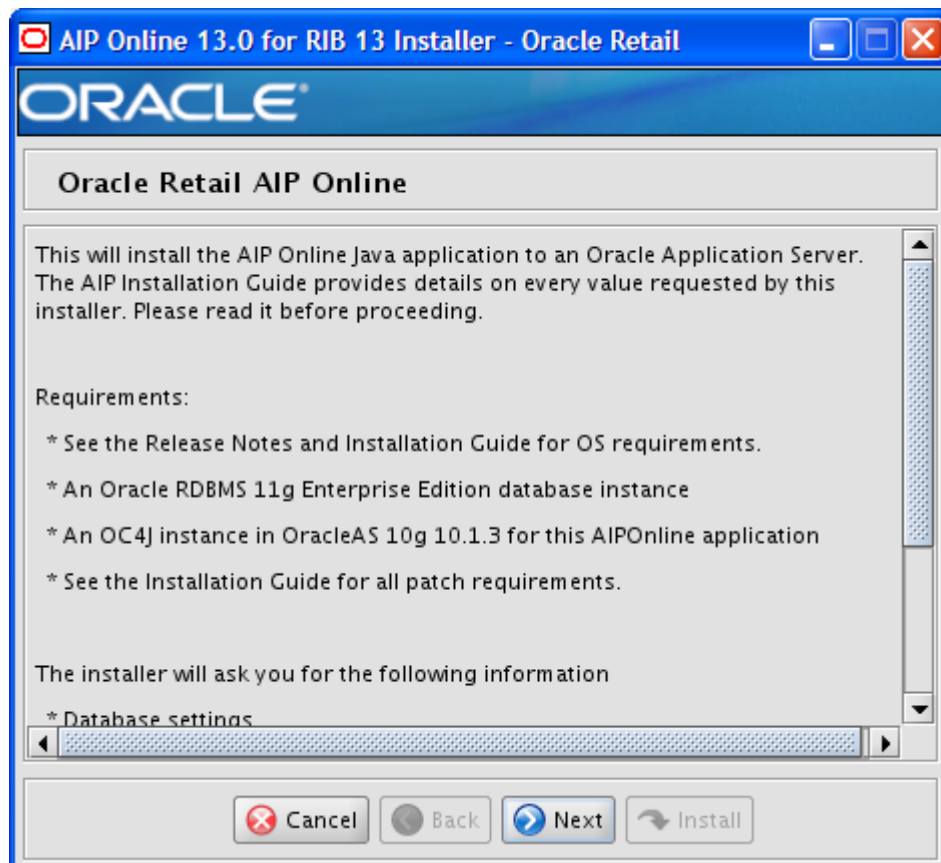 AIP Online 13.0 for RIB 13 Installer - Oracle Retail
ORACLE
Oracle Retail AIP Online
This will install the AIP Online Java application to an Oracle Application Server.
The AIP Installation Guide provides details on every value requested by this
installer. Please read it before proceeding.
Requirements:
* See the Release Notes and Installation Guide for OS requirements.
* An Oracle RDBMS 11g Enterprise Edition database instance
* An OC4J instance in OracleAS 10g 10.1.3 for this AIPOnline application
* See the Installation Guide for all patch requirements.
The installer will ask you for the following information
* Database settings
Cancel Back Next Install